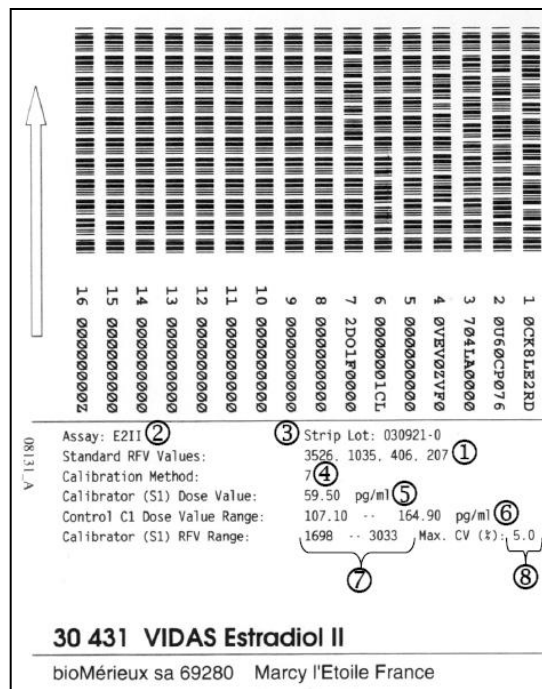 1 0CK8LE2RD
2 0U60CP076
3 704LA0000
4 0VEV0ZVF0
5 000000000
6 0000001CL
7 2DO1F0000
8 000000000
9 000000000
10 000000000
11 000000000
12 000000000
13 000000000
14 000000000
15 000000000
16 00000000Z
08131_A
Assay: E2II ② ③ Strip Lot: 030921-0
Standard RFV Values: 3526, 1035, 406, 207 ①
Calibration Method: 7 ④
Calibrator (S1) Dose Value: 59.50 pg/ml ⑤
Control C1 Dose Value Range: 107.10 -- 164.90 pg/ml ⑥
Calibrator (S1) RFV Range: 1698 -- 3033 Max. CV (%): 5.0
⑦ ⑧
30 431 VIDAS Estradiol II
bioMérieux sa 69280 Marcy l'Etoile France